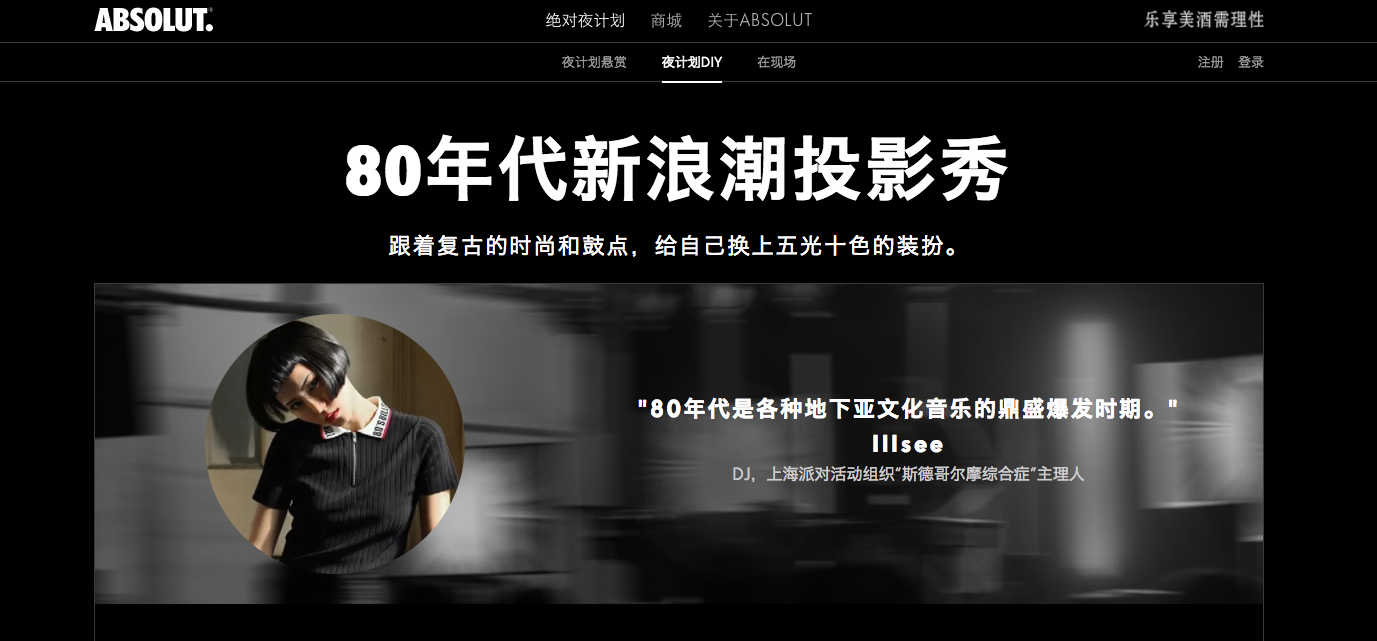 ABSOLUT.
绝对夜计划 商城 关于ABSOLUT
乐享美酒需理性
夜计划悬赏 夜计划DIY 在现场
注册 登录
80年代新浪潮投影秀
跟着复古的时尚和鼓点，给自己换上五光十色的装扮。
"80年代是各种地下亚文化音乐的鼎盛爆发时期。"
Illsee
DJ，上海派对活动组织“斯德哥尔摩综合症”主理人